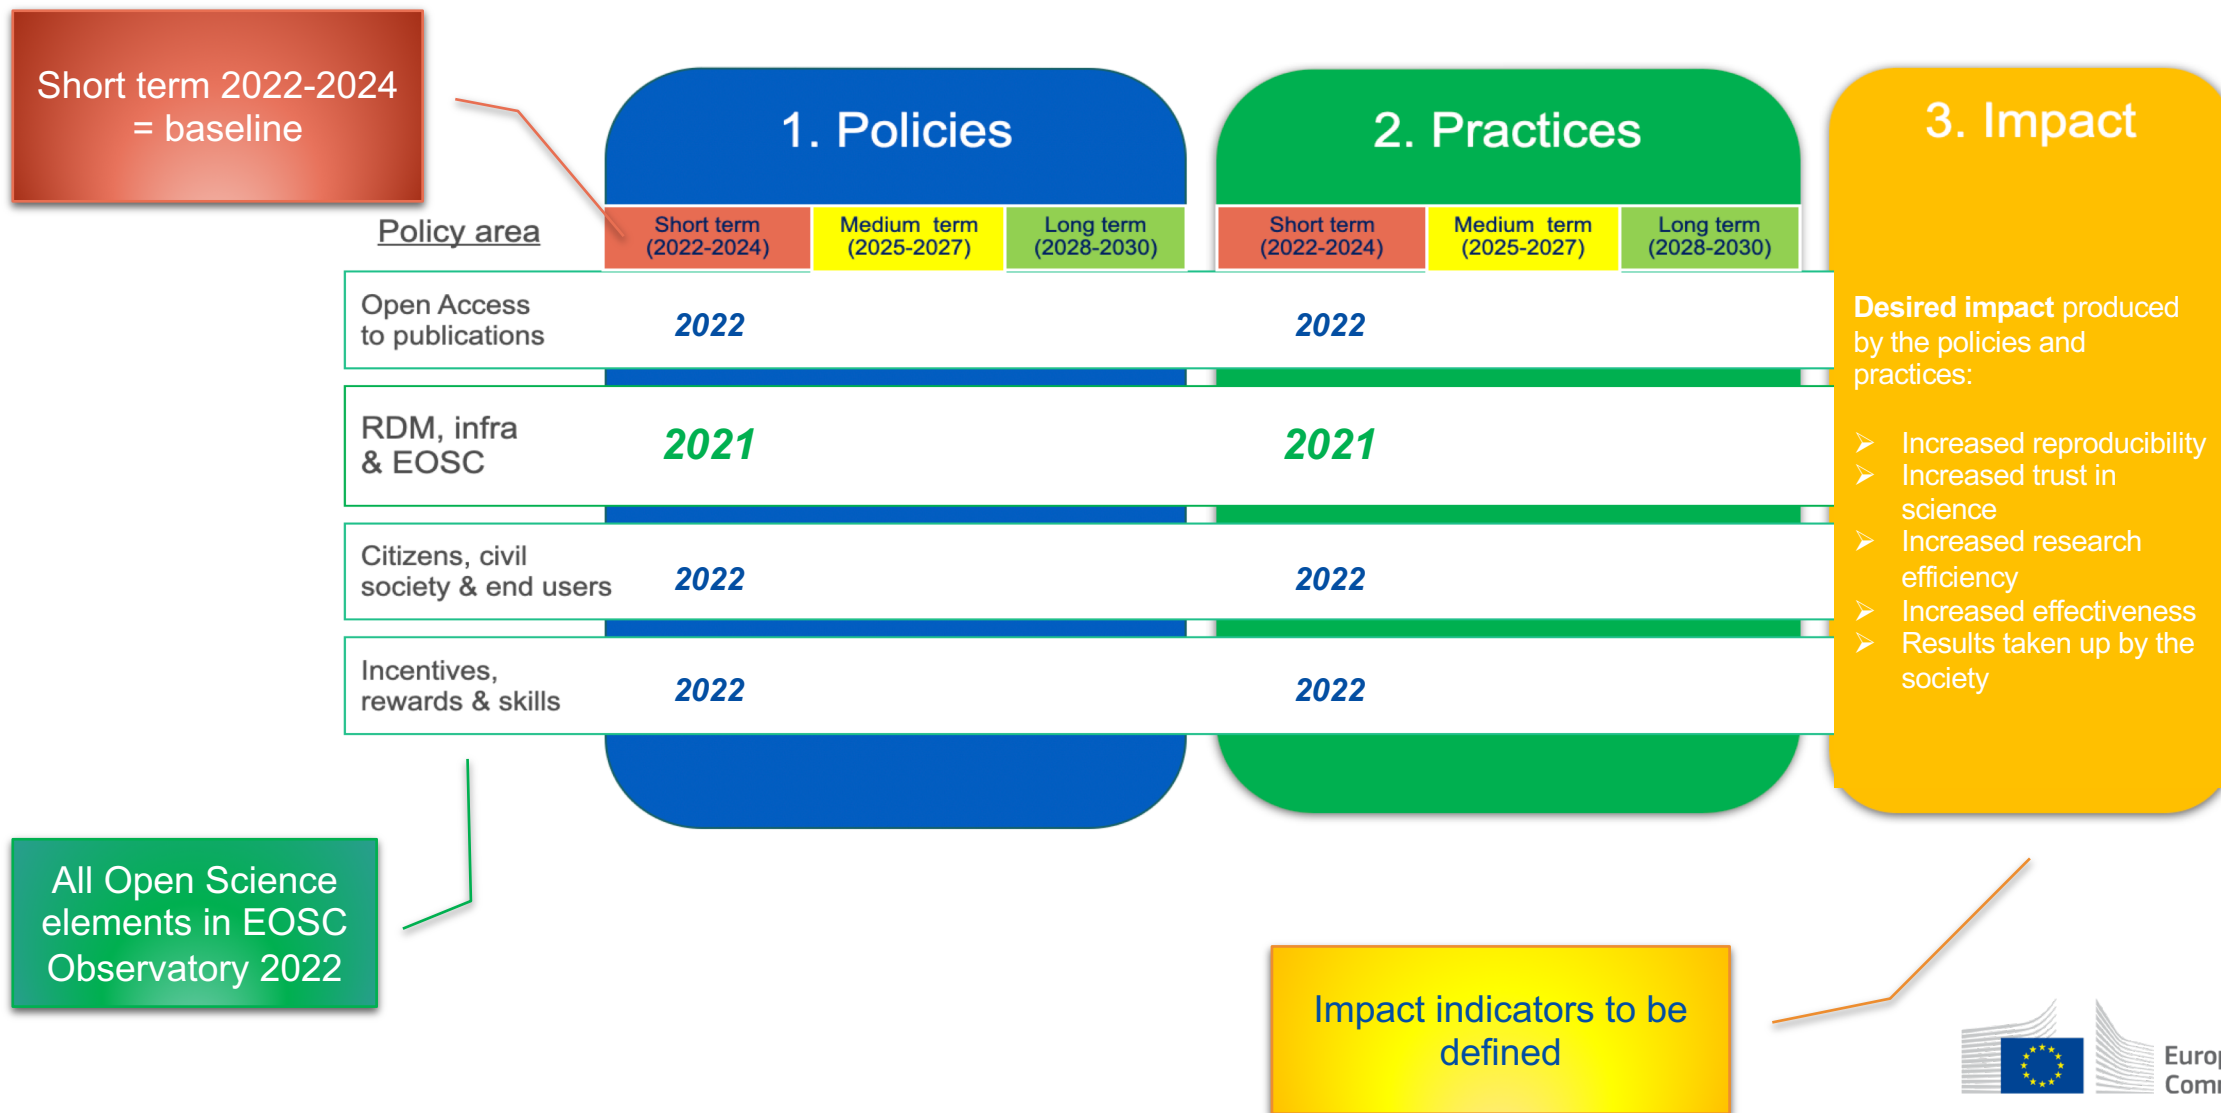 Short term 2022-2024
= baseline
1. Policies
2. Practices
3. Impact
Policy area
Short term
(2022-2024)
Medium term
(2025-2027)
Long term
(2028-2030)
Short term
(2022-2024)
Medium term
(2025-2027)
Long term
(2028-2030)
Open Access
to publications
2022
2022
RDM, infra
& EOSC
2021
2021
Citizens, civil
society & end users
2022
2022
Incentives,
rewards & skills
2022
2022
Desired impact produced
by the policies and
practices:
➢ Increased reproducibility
➢ Increased trust in
science
➢ Increased research
efficiency
➢ Increased effectiveness
➢ Results taken up by the
society
All Open Science
elements in EOSC
Observatory 2022
Impact indicators to be
defined